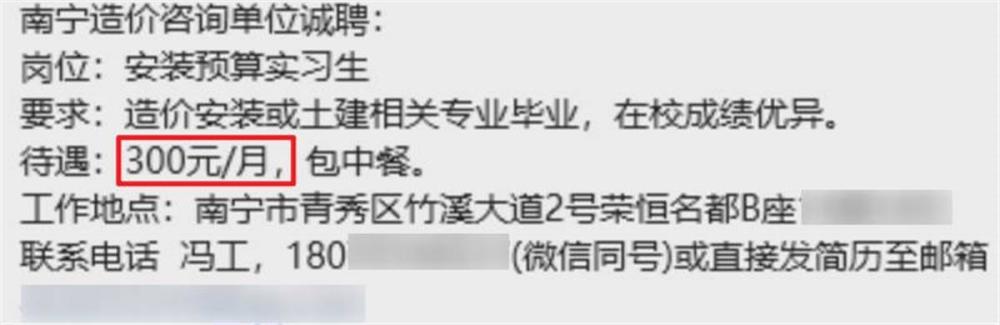 南宁造价咨询单位诚聘：
岗位：安装预算实习生
要求：造价安装或土建相关专业毕业，在校成绩优异。
待遇：300元/月，包中餐。
工作地点：南宁市青秀区竹溪大道2号荣恒名都B座
联系电话 冯工，180 (微信同号)或直接发简历至邮箱